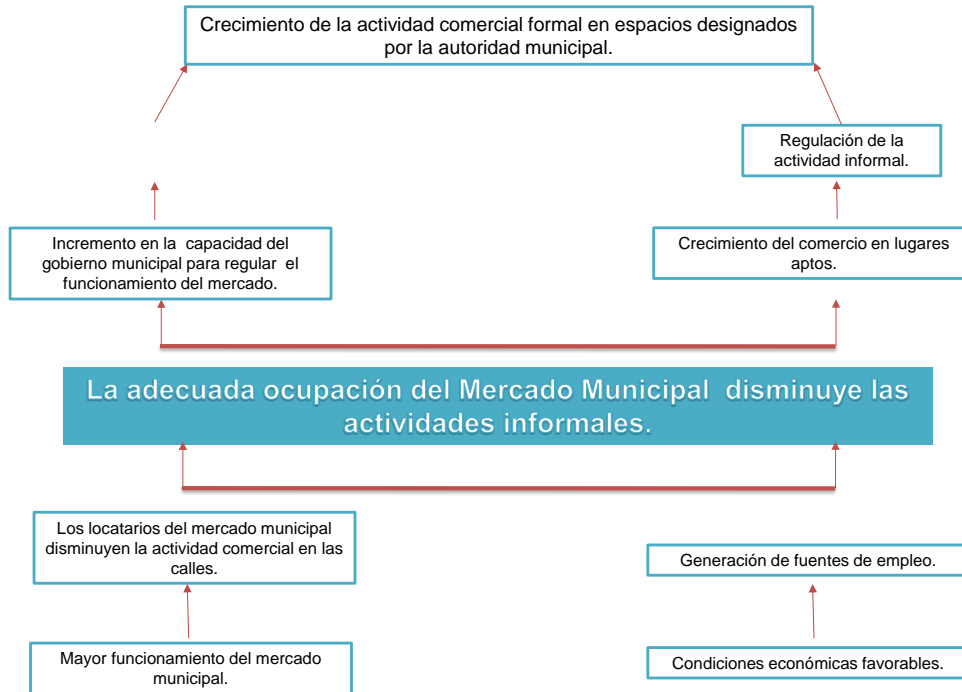 Crecimiento de la actividad comercial formal en espacios designados
por la autoridad municipal.
Regulación de la
actividad informal.
Incremento en la capacidad del
gobierno municipal para regular el
funcionamiento del mercado.
Crecimiento del comercio en lugares
aptos.
La adecuada ocupación del Mercado Municipal disminuye las
actividades informales.
Los locatarios del mercado municipal
disminuyen la actividad comercial en las
calles.
Generación de fuentes de empleo.
Mayor funcionamiento del mercado
municipal.
Condiciones económicas favorables.